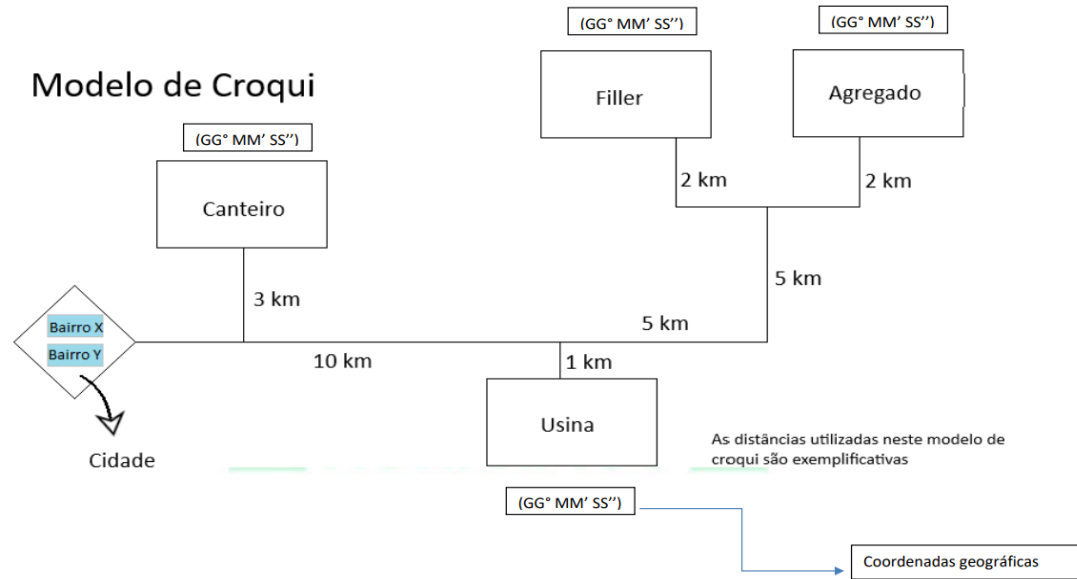 (GG° MM’ SS’’)
(GG° MM’ SS’’)
Modelo de Croqui
Filler
Agregado
(GG° MM’ SS’’)
2 km
2 km
Canteiro
5 km
3 km
5 km
Bairro X
Bairro Y
10 km
1 km
Usina
Cidade
As distâncias utilizadas neste modelo de
croqui são exemplificativas
(GG° MM’ SS’’)
Coordenadas geográficas